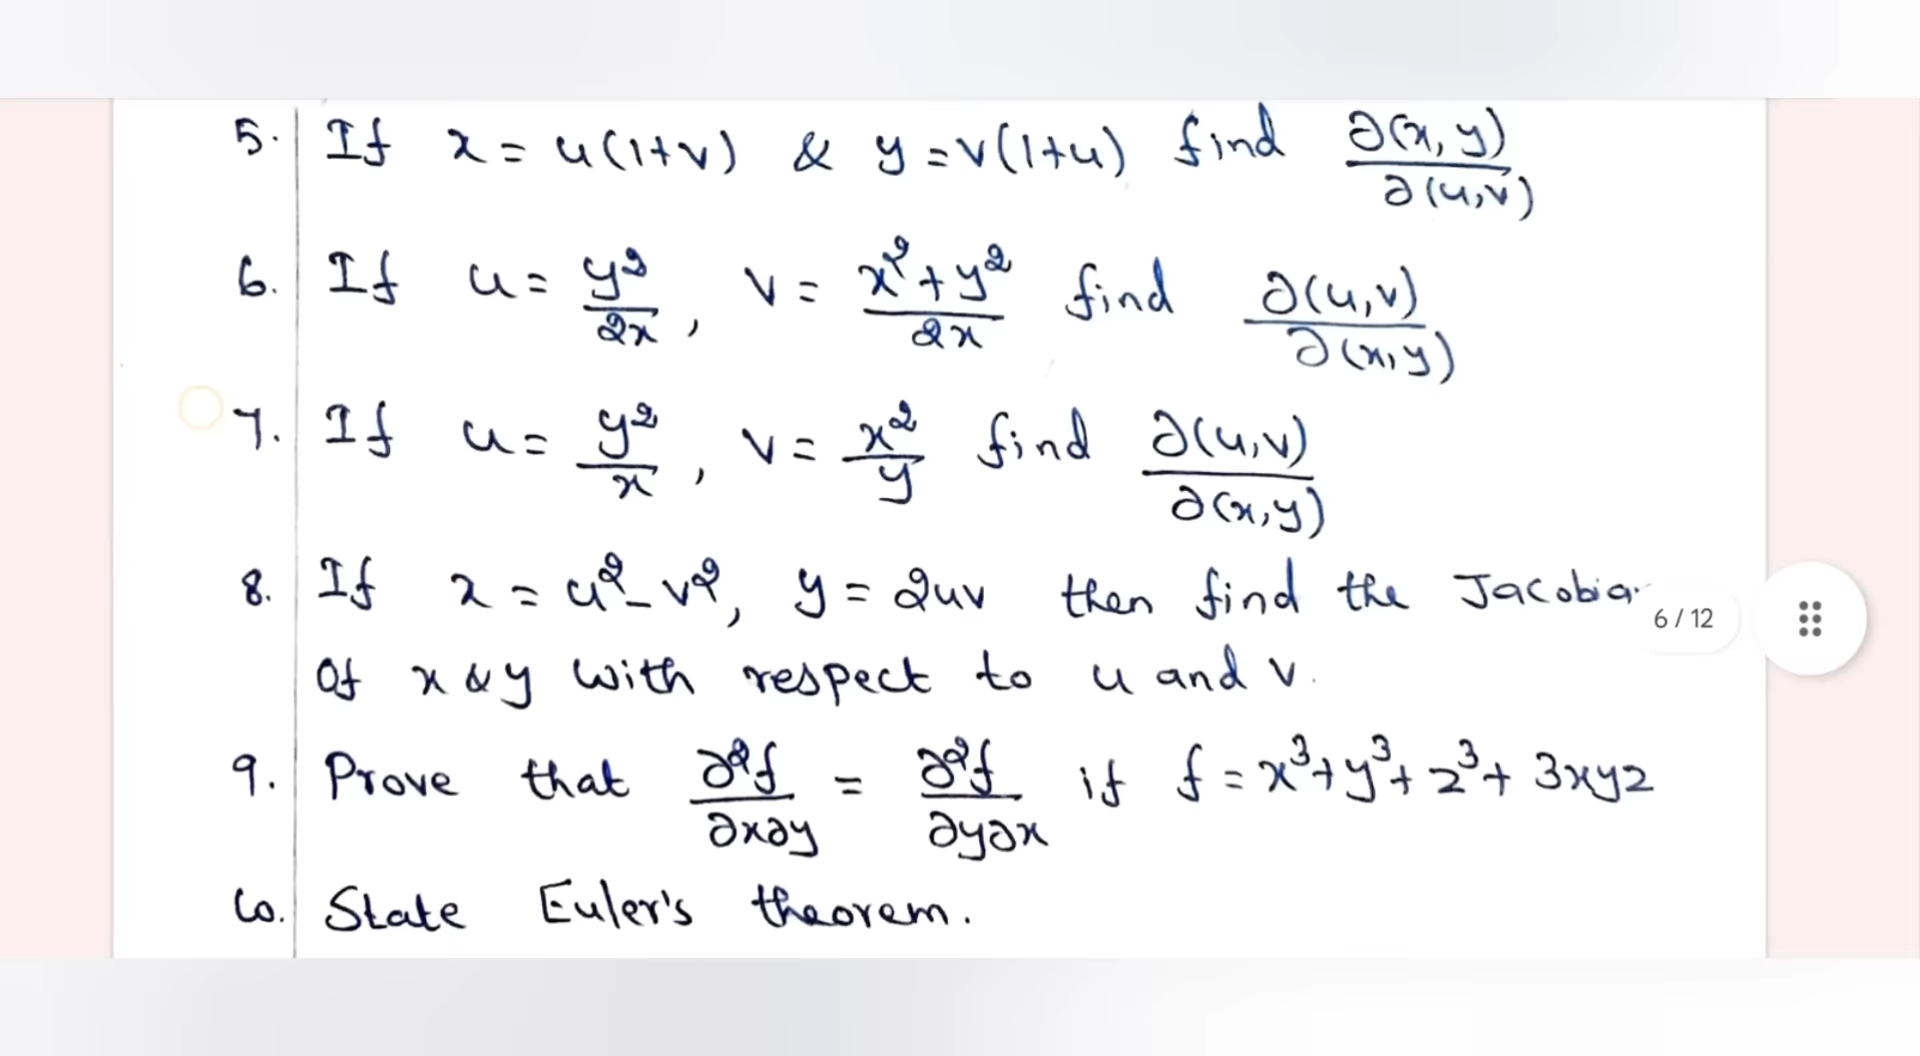 5. If x = u(1+v) & y = v(1+u) find ∂(x, y)/∂(u,v)
6. If u = y²/2x, v = x²+y²/2x find ∂(u,v)/∂(x,y)
7. If u = y²/x, v = x²/y find ∂(u,v)/∂(x,y)
8. If x = u²-v², y = 2uv then find the Jacobia
6 / 12
of x & y with respect to u and v.
9. Prove that ∂²f/∂x∂y = ∂²f/∂y∂x if f = x³+y³+z³+ 3xyz
10. State Euler's theorem.